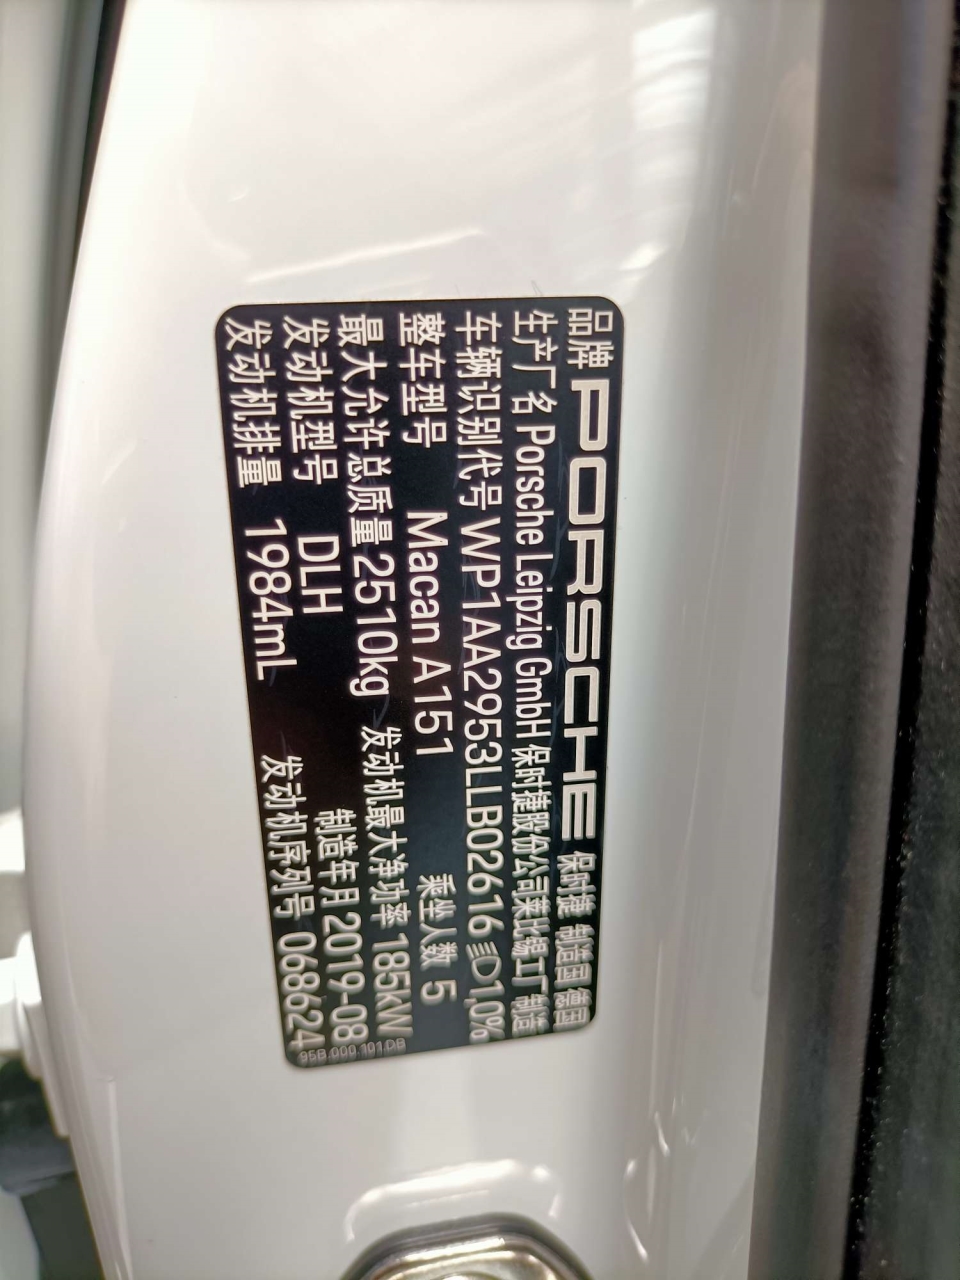 品牌 PORSCHE 保时捷 制造国 德国
生产厂名 Porsche Leipzig GmbH 保时捷股份公司莱比锡工厂 制造
车辆识别代号 WP1AA2953LLB02616 1,0%
整车型号 Macan A151 乘坐人数 5
最大允许总质量 2510kg 发动机最大净功率 185kW
发动机型号 DLH 制造年月 2019-08
发动机排量 1984mL 发动机序列号 068624
95B.000.101.DB